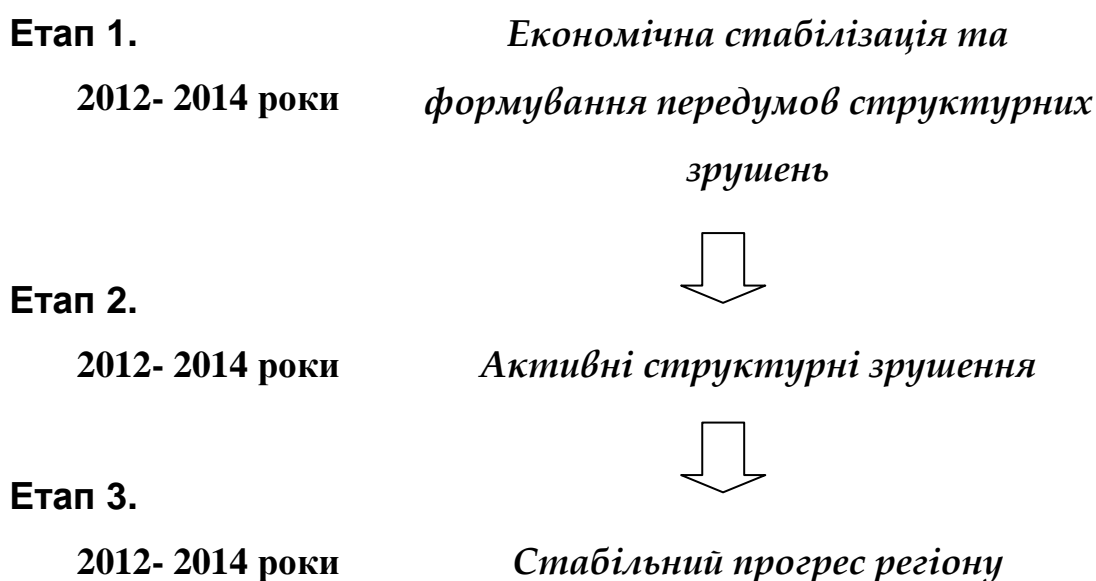 Етап 1. Економічна стабілізація та
2012- 2014 роки формування передумов структурних
зрушень
Етап 2.
2012- 2014 роки Активні структурні зрушення
Етап 3.
2012- 2014 роки Стабільний прогрес регіону